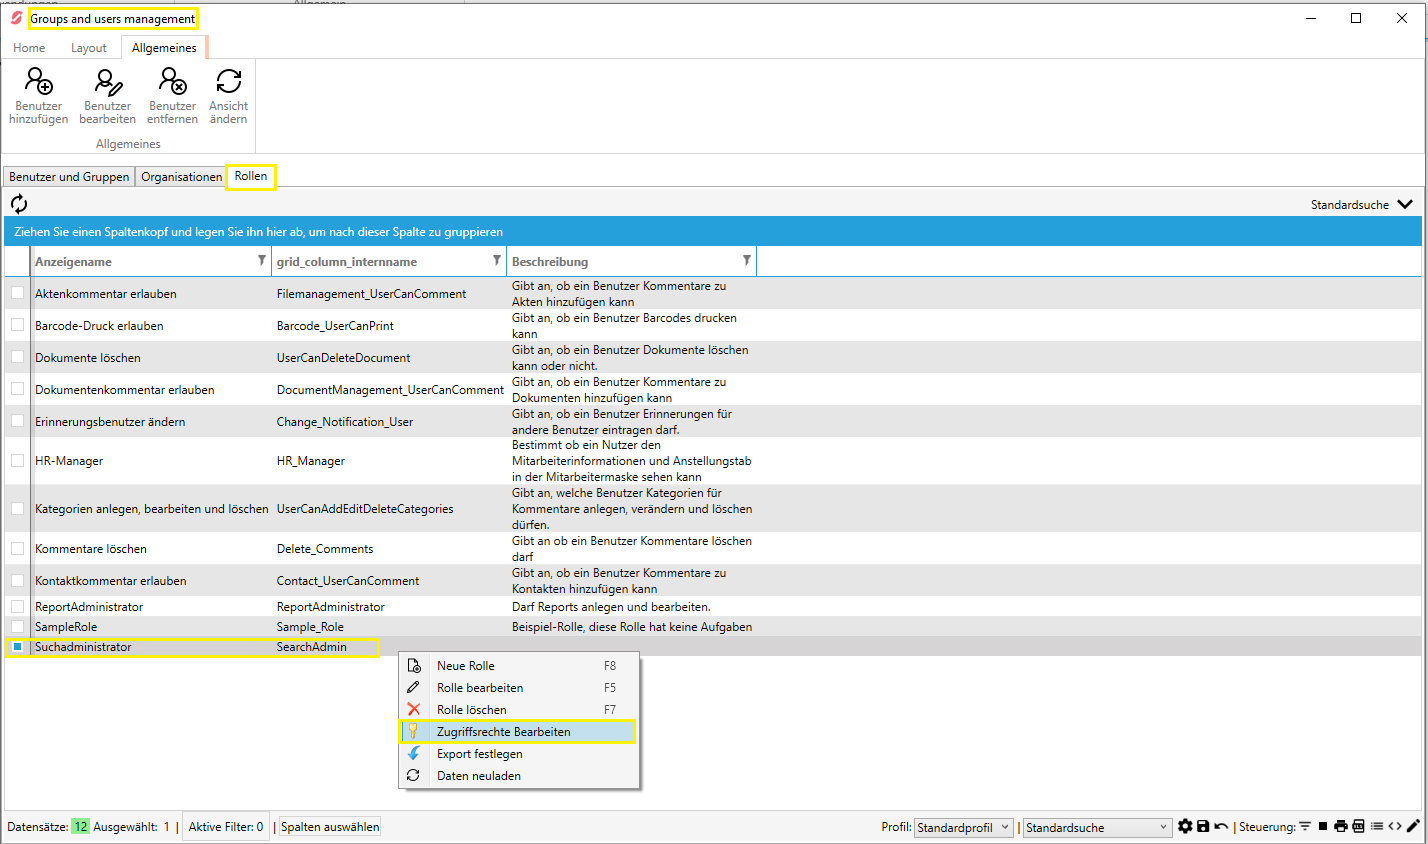 Groups and users management
Home Layout Allgemeines
Benutzer hinzufügen
Benutzer bearbeiten
Benutzer entfernen
Ansicht ändern
Allgemeines
Benutzer und Gruppen Organisationen Rollen
Standardsuche
Ziehen Sie einen Spaltenkopf und legen Sie ihn hier ab, um nach dieser Spalte zu gruppieren
Anzeigename grid_column_internname Beschreibung
Aktenkommentar erlauben Filemanagement_UserCanComment Gibt an, ob ein Benutzer Kommentare zu
Akten hinzufügen kann
Barcode-Druck erlauben Barcode_UserCanPrint Gibt an, ob ein Benutzer Barcodes drucken
kann
Dokumente löschen UserCanDeleteDocument Gibt an, ob ein Benutzer Dokumente löschen
kann oder nicht.
Dokumentenkommentar erlauben DocumentManagement_UserCanComment Gibt an, ob ein Benutzer Kommentare zu
Dokumenten hinzufügen kann
Erinnerungsbenutzer ändern Change_Notification_User Gibt an, ob ein Benutzer Erinnerungen für
andere Benutzer eintragen darf.
HR-Manager HR_Manager Bestimmt ob ein Nutzer den
Mitarbeiterinformationen und Anstellungstab
in der Mitarbeitermaske sehen kann
Kategorien anlegen, bearbeiten und löschen UserCanAddEditDeleteCategories Gibt an, welche Benutzer Kategorien für
Kommentare anlegen, verändern und löschen
dürfen.
Kommentare löschen Delete_Comments Gibt an ob ein Benutzer Kommentare löschen
darf
Kontaktkommentar erlauben Contact_UserCanComment Gibt an, ob ein Benutzer Kommentare zu
Kontakten hinzufügen kann
ReportAdministrator ReportAdministrator Darf Reports anlegen und bearbeiten.
SampleRole Sample_Role Beispiel-Rolle, diese Rolle hat keine Aufgaben
Suchadministrator SearchAdmin
Neue Rolle F8
Rolle bearbeiten F5
Rolle löschen F7
Zugriffsrechte Bearbeiten
Export festlegen
Daten neuladen
Datensätze: 12 Ausgewählt: 1 | Aktive Filter: 0 | Spalten auswählen
Profil: Standardprofil | Standardsuche | Steuerung: